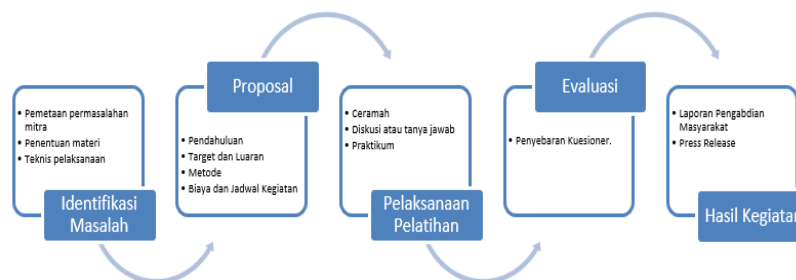 • Pemetaan permasalahan
mitra
• Penentuan materi
• Teknis pelaksanaan
Identifikasi
Masalah
Proposal
• Pendahuluan
• Target dan Luaran
• Metode
• Biaya dan Jadwal Kegiatan
• Ceramah
• Diskusi atau tanya jawab
• Praktikum
Pelaksanaan
Pelatihan
Evaluasi
• Penyebaran Kuesioner.
• Laporan Pengabdian
Masyarakat
• Press Release
Hasil Kegiatan